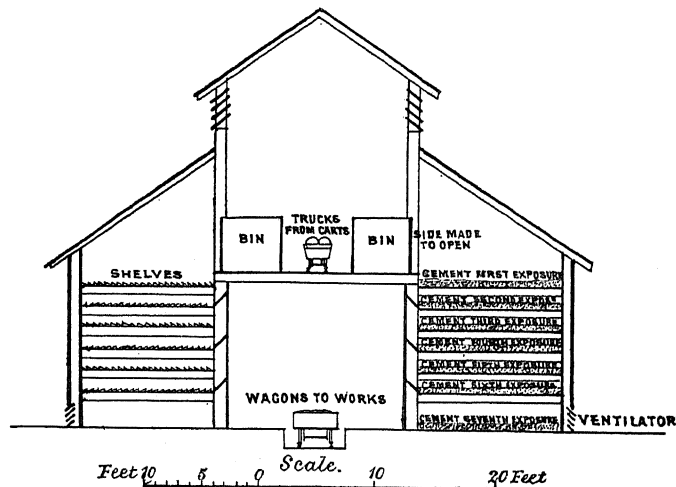 TRUCKS
FROM CARTS
BIN
BIN
SIDE MADE
TO OPEN
SHELVES
CEMENT FIRST EXPOSURE
CEMENT SECOND EXPOS.
CEMENT THIRD EXPOSURE
CEMENT FOURTH EXPOSURE
CEMENT FIFTH EXPOSURE
CEMENT SIXTH EXPOSURE
WAGONS TO WORKS
CEMENT SEVENTH EXPOSURE
VENTILATOR
Scale.
Feet 10 5 0 10 20 Feet